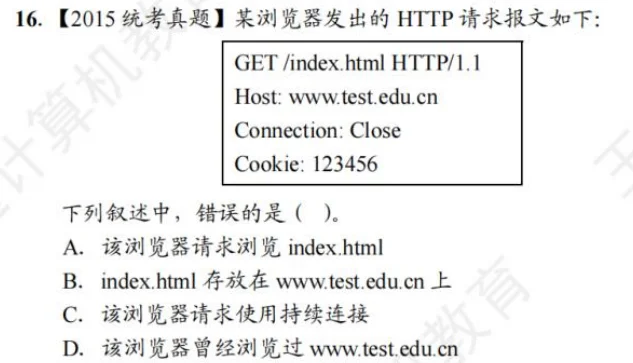 16.【2015 统考真题】某浏览器发出的 HTTP 请求报文如下:
GET /index.html HTTP/1.1
Host: www.test.edu.cn
Connection: Close
Cookie: 123456
下列叙述中，错误的是 ( )。
A. 该浏览器请求浏览 index.html
B. index.html 存放在 www.test.edu.cn 上
C. 该浏览器请求使用持续连接
D. 该浏览器曾经浏览过 www.test.edu.cn